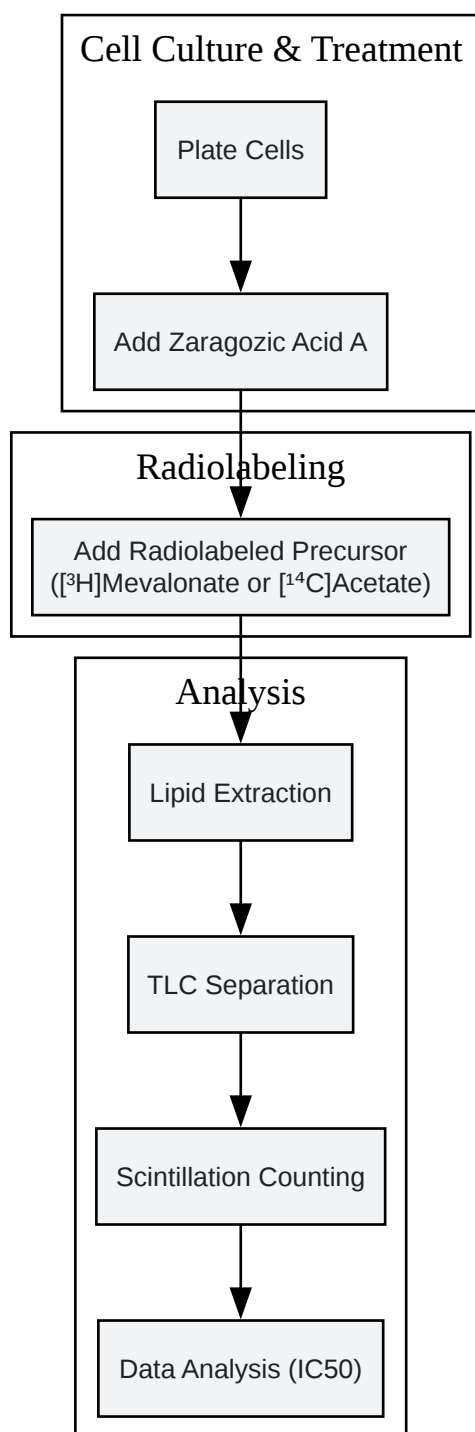 Cell Culture & Treatment
Plate Cells
Add Zaragozic Acid A
Radiolabeling
Add Radiolabeled Precursor
([³H]Mevalonate or [¹⁴C]Acetate)
Analysis
Lipid Extraction
TLC Separation
Scintillation Counting
Data Analysis (IC50)